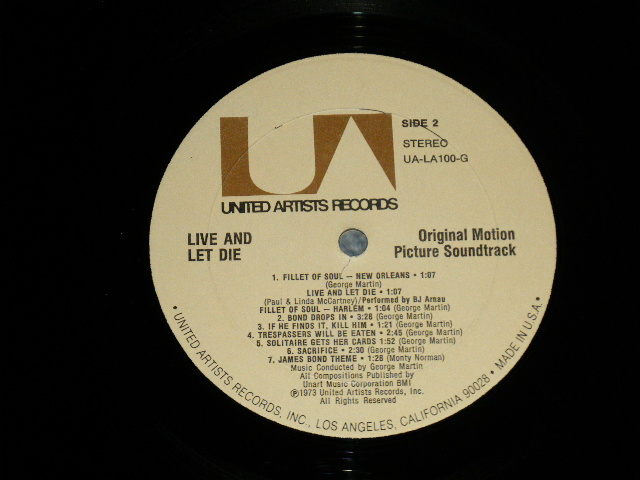 SIDE 2
STEREO
UA-LA100-G
UA
UNITED ARTISTS RECORDS
LIVE AND
LET DIE
Original Motion
Picture Soundtrack
1. FILLET OF SOUL — NEW ORLEANS • 1:07
(George Martin)
LIVE AND LET DIE • 1:07
(Paul & Linda McCartney)/Performed by BJ Arnau
FILLET OF SOUL — HARLEM • 1:04 (George Martin)
2. BOND DROPS IN • 3:28 (George Martin)
3. IF HE FINDS IT, KILL HIM • 1:21 (George Martin)
4. TRESPASSERS WILL BE EATEN • 2:45 (George Martin)
5. SOLITAIRE GETS HER CARDS 1:52 (George Martin)
6. SACRIFICE • 2:30 (George Martin)
7. JAMES BOND THEME • 1:28 (Monty Norman)
Music Conducted by George Martin
All Compositions Published by
Unart Music Corporation BMI
℗1973 United Artists Records, Inc.
All Rights Reserved
• UNITED ARTISTS RECORDS, INC., LOS ANGELES, CALIFORNIA 90028 • MADE IN U.S.A. •